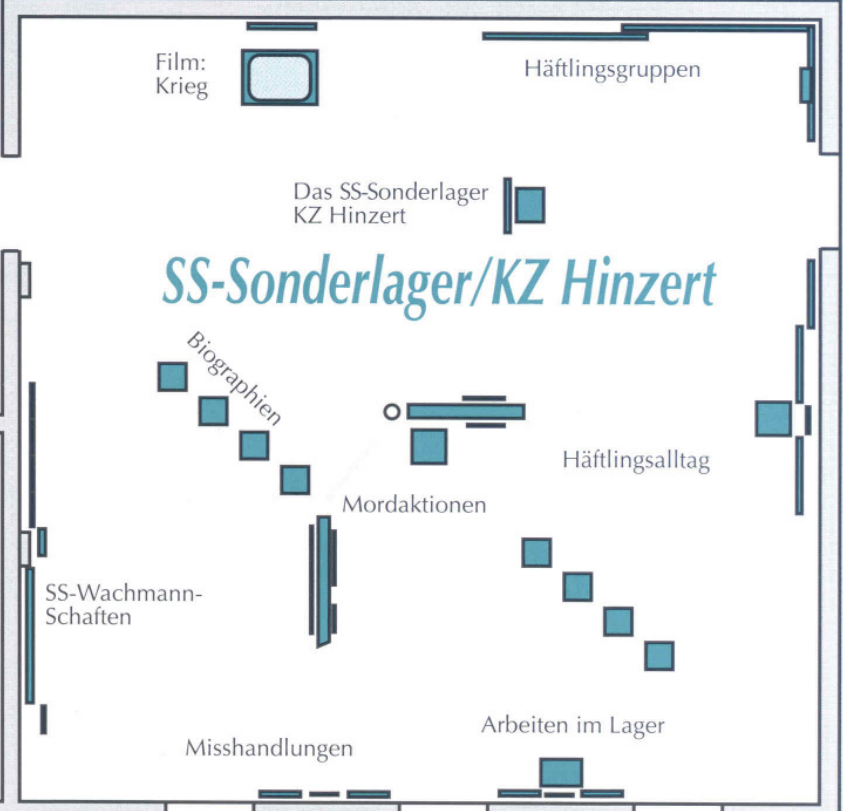 Film:
Krieg
Häftlingsgruppen
Das SS-Sonderlager
KZ Hinzert
SS-Sonderlager/KZ Hinzert
Biographien
Häftlingsalltag
Mordaktionen
SS-Wachmann-
Schaften
Arbeiten im Lager
Misshandlungen